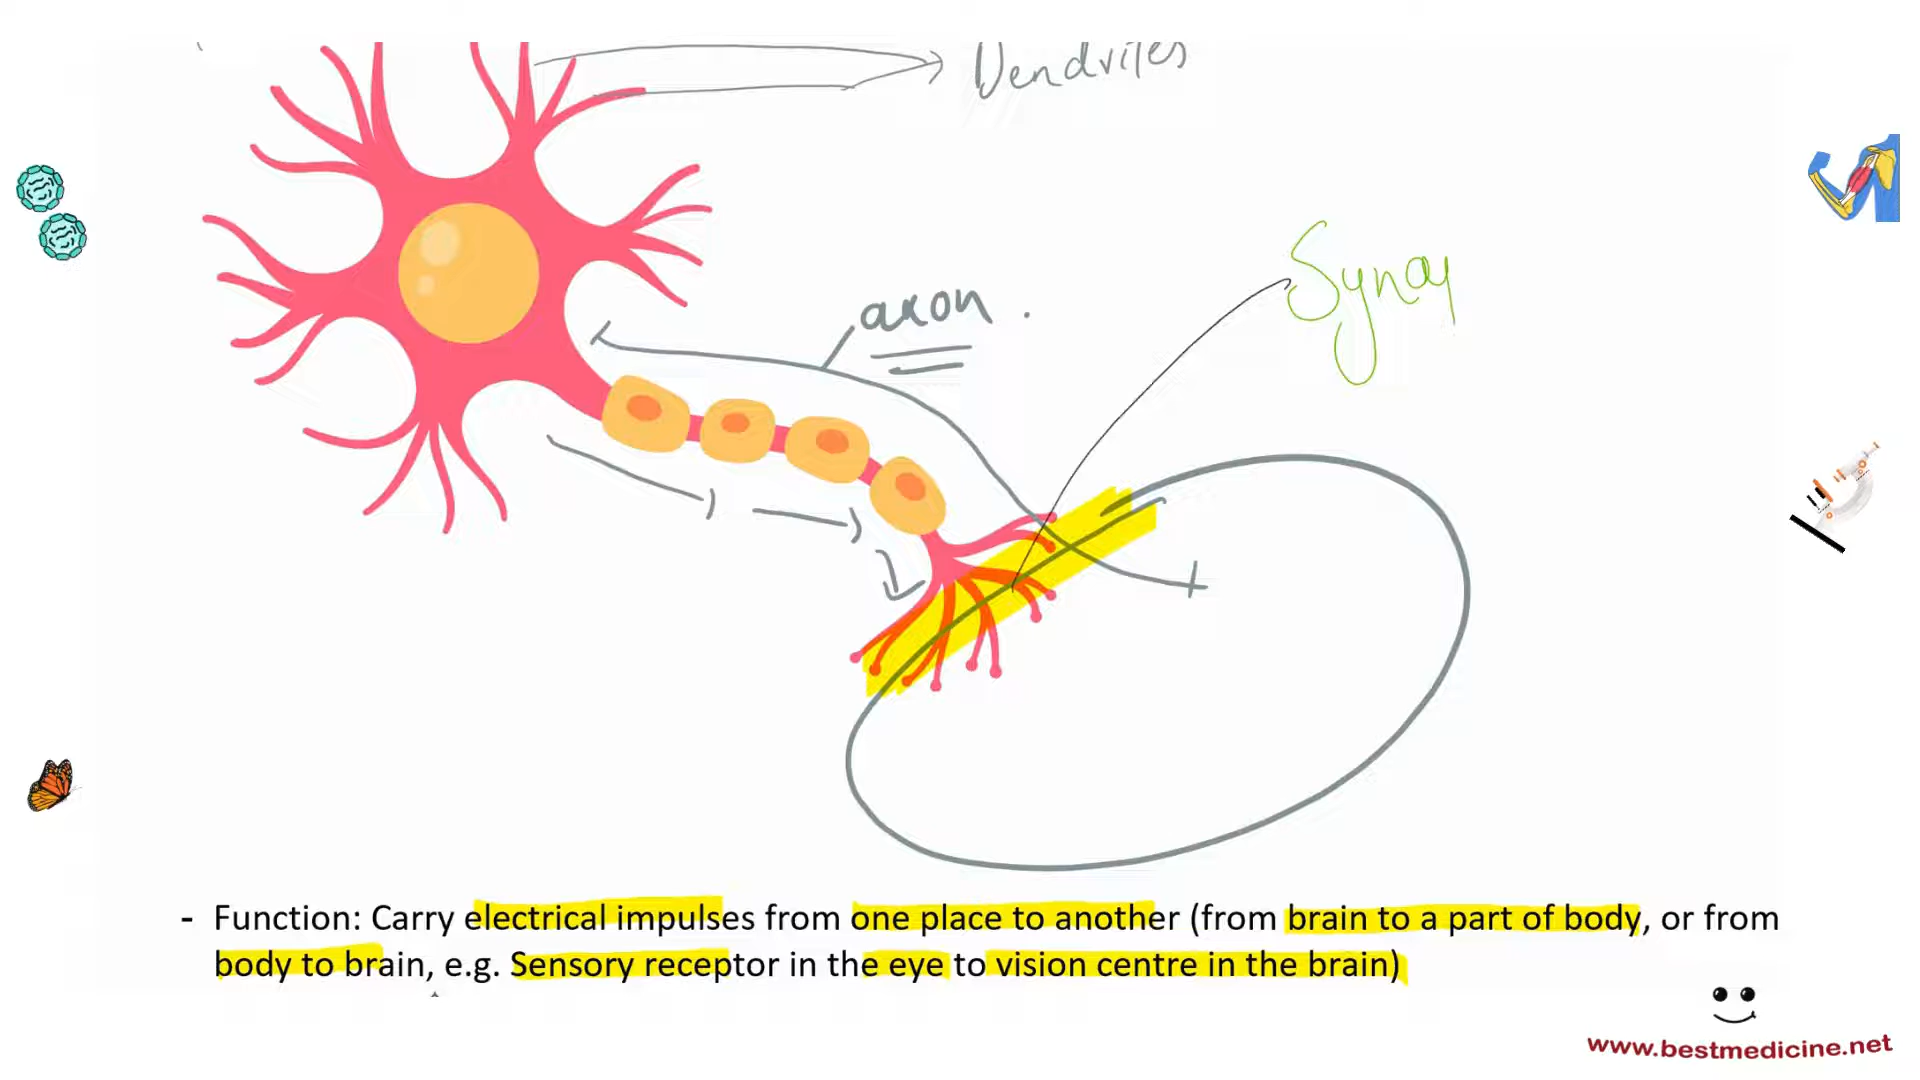 Dendrites
Synap
axon.
- Function: Carry electrical impulses from one place to another (from brain to a part of body, or from
body to brain, e.g. Sensory receptor in the eye to vision centre in the brain)
www.bestmedicine.net